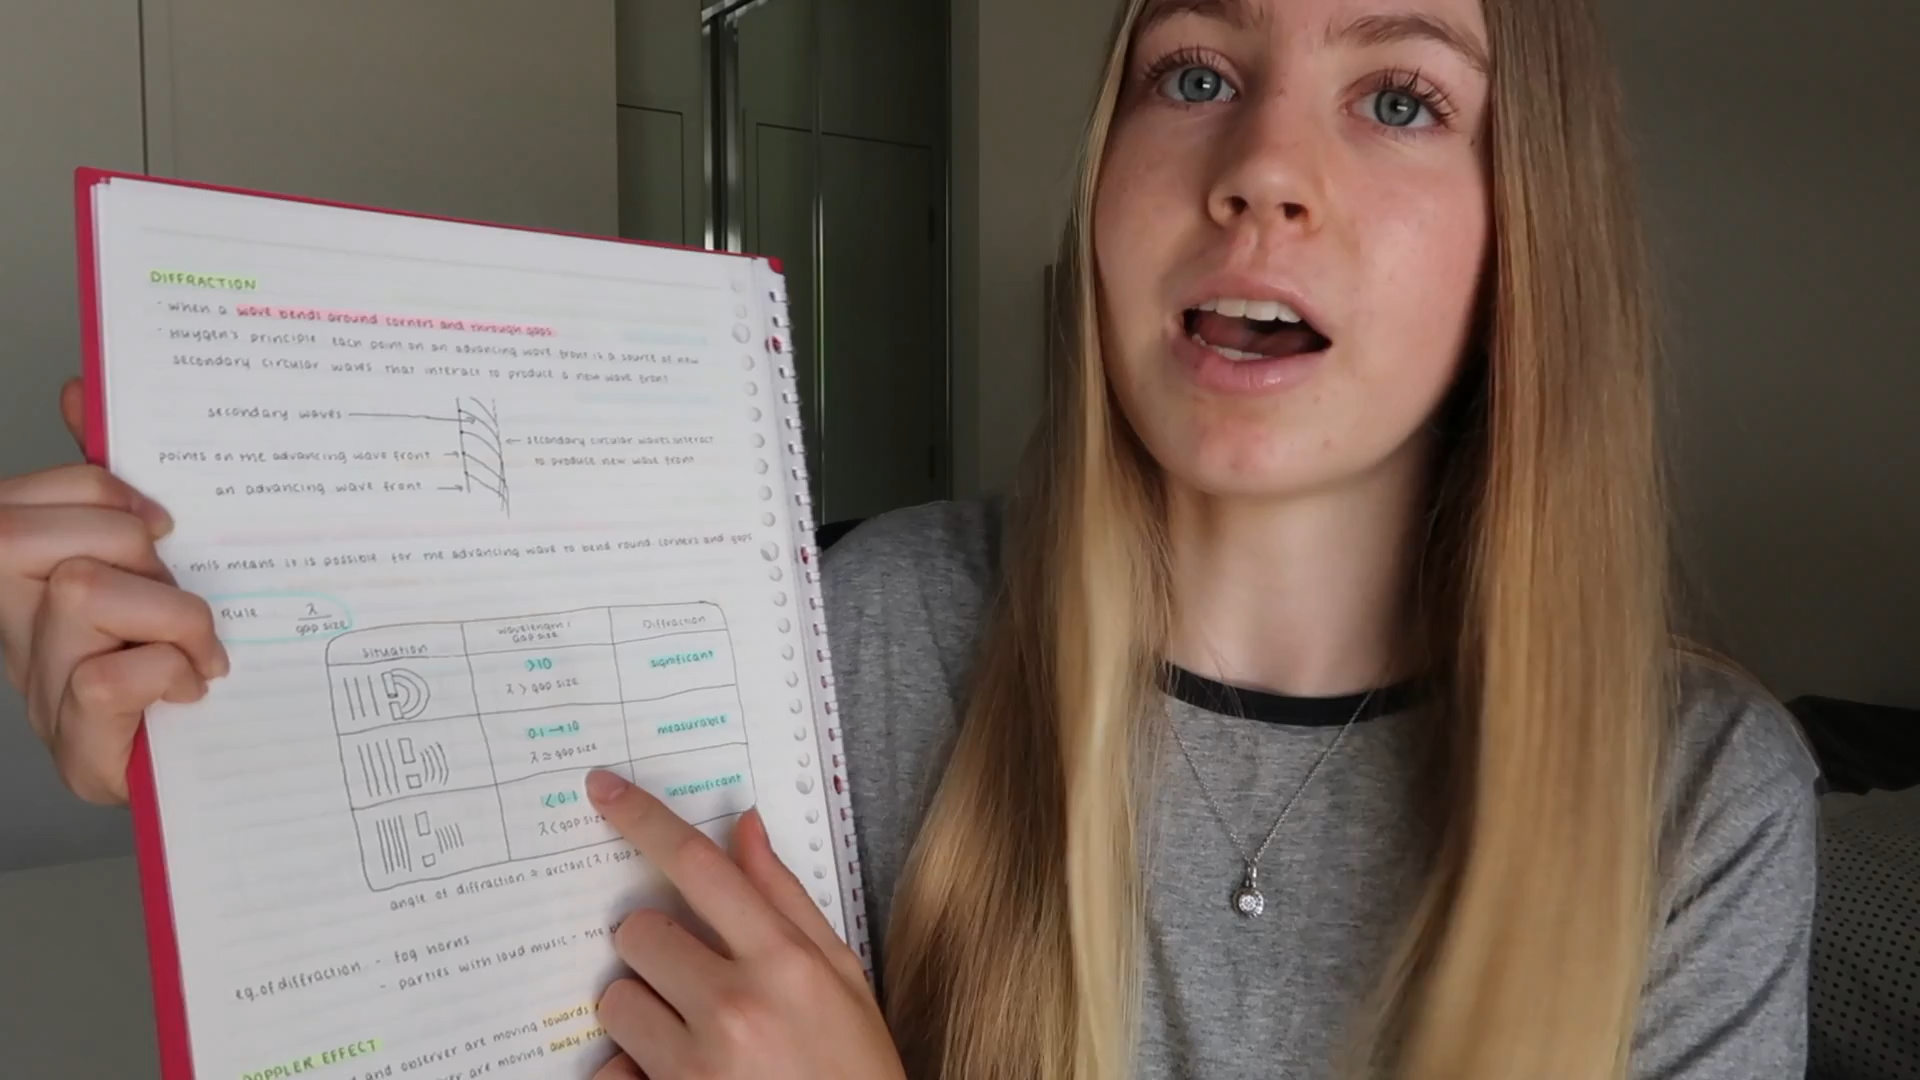 DIFFRACTION
- when a wave bends around corners and through gaps
- Huygen's principle each point on an advancing wave front is a source of new
secondary circular waves that interact to produce a new wave front
secondary waves
secondary circular waves interact
to produce new wave front
points on the advancing wave front
an advancing wave front
- this means it is possible for the advancing wave to bend round corners and gaps
Rule λ / gap size
situation
wavelength /
Gap size
Diffraction
>10
λ > gap size
significant
0.1 → 10
λ ≈ gap size
measurable
< 0.1
λ < gap size
insignificant
angle of diffraction ≈ arctan (λ / gap
e.g. of diffraction - fog horns
- parties with loud music - the
DOPPLER EFFECT
and observer are moving towards
are moving away